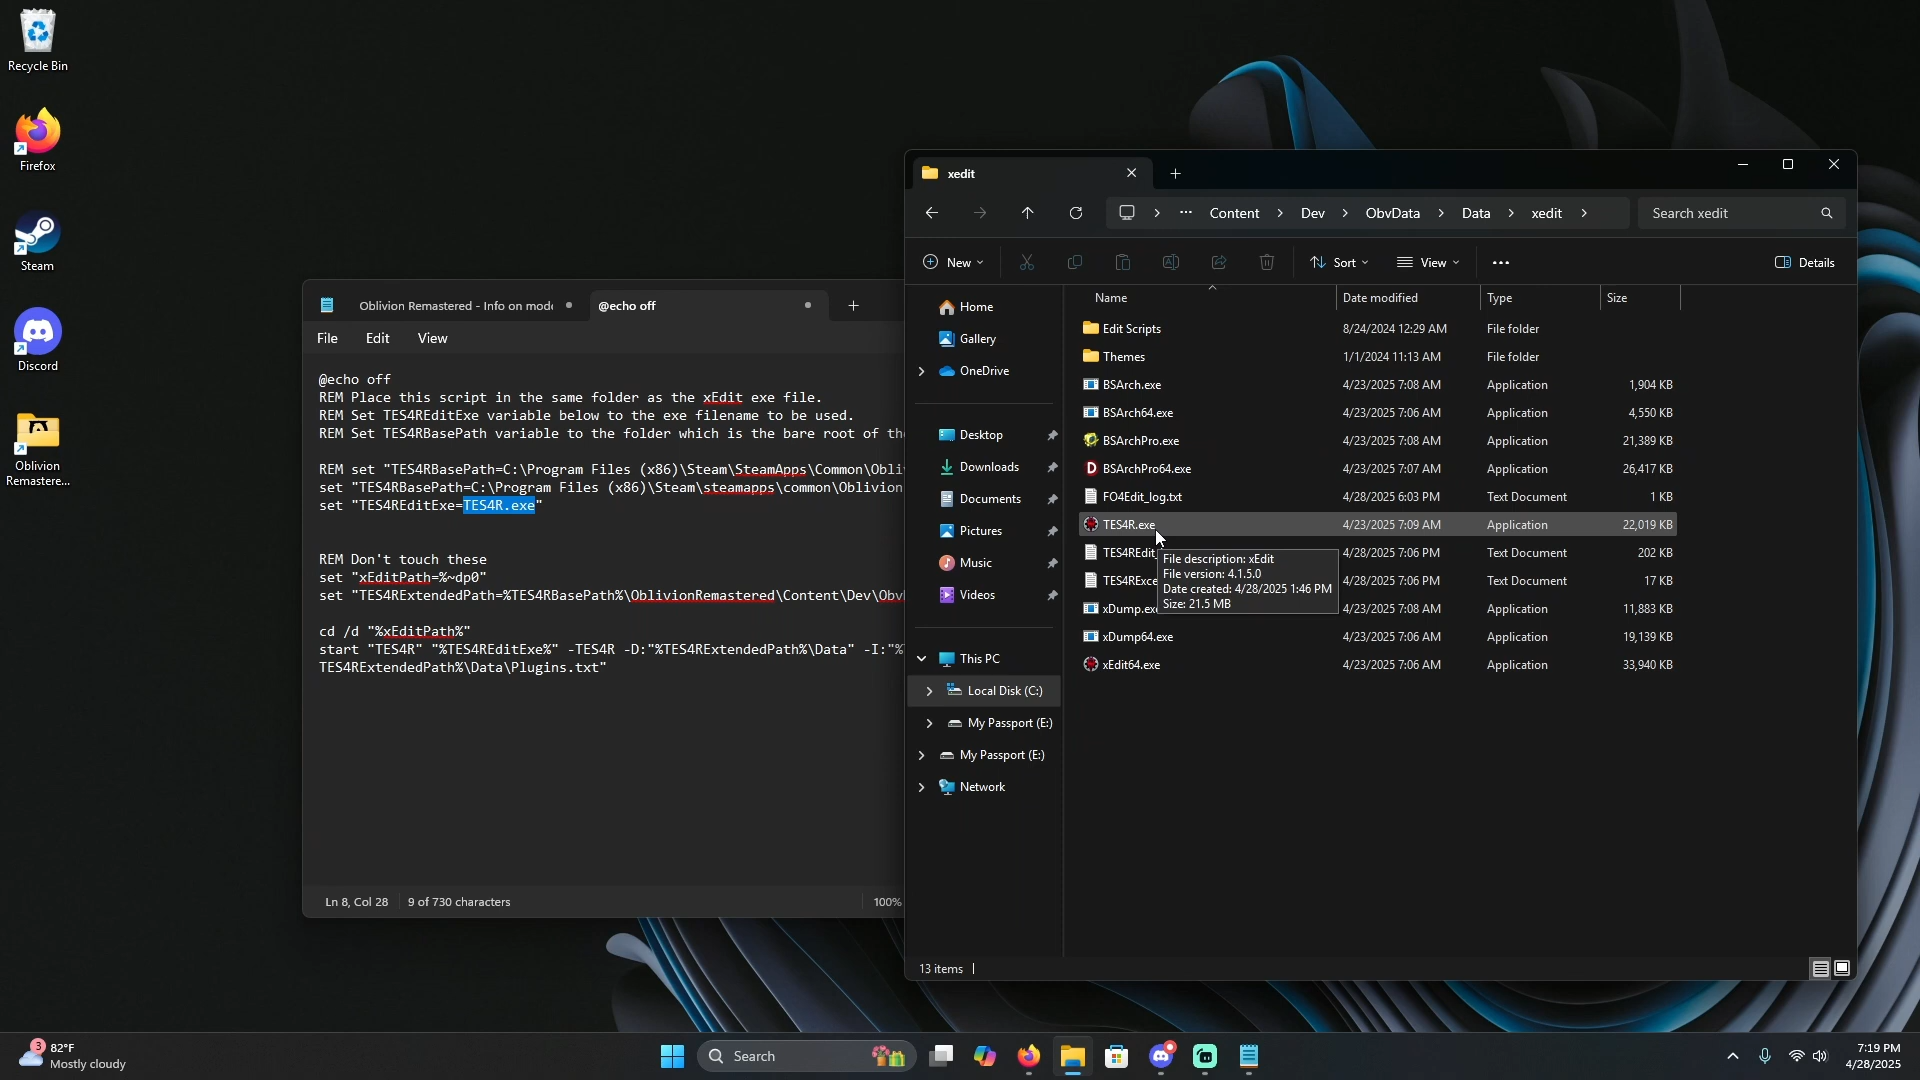 Recycle Bin
Firefox
Steam
Discord
Oblivion
Remastere...
Oblivion Remastered - Info on mod
@echo off
File
Edit
View
@echo off
REM Place this script in the same folder as the xEdit exe file.
REM Set TES4REditExe variable below to the exe filename to be used.
REM Set TES4RBasePath variable to the folder which is the bare root of the
REM set "TES4RBasePath=C:\Program Files (x86)\Steam\SteamApps\Common\Obli
set "TES4RBasePath=C:\Program Files (x86)\Steam\steamapps\common\Oblivion
set "TES4REditExe=TES4R.exe"
REM Don't touch these
set "xEditPath=%~dp0"
set "TES4RExtendedPath=%TES4RBasePath%\OblivionRemastered\Content\Dev\Obv
cd /d "%xEditPath%"
start "TES4R" "%TES4REditExe%" -TES4R -D:"%TES4RExtendedPath%\Data" -I:"%
TES4RExtendedPath%\Data\Plugins.txt"
Ln 8, Col 28
9 of 730 characters
100%
xedit
Content
Dev
ObvData
Data
xedit
Search xedit
New
Sort
View
Details
Home
Gallery
OneDrive
Desktop
Downloads
Documents
Pictures
Music
Videos
This PC
Local Disk (C:)
My Passport (E:)
My Passport (E:)
Network
Name Date modified Type Size
Edit Scripts 8/24/2024 12:29 AM File folder
Themes 1/1/2024 11:13 AM File folder
BSArch.exe 4/23/2025 7:08 AM Application 1,904 KB
BSArch64.exe 4/23/2025 7:06 AM Application 4,550 KB
BSArchPro.exe 4/23/2025 7:08 AM Application 21,389 KB
BSArchPro64.exe 4/23/2025 7:07 AM Application 26,417 KB
FO4Edit_log.txt 4/28/2025 6:03 PM Text Document 1 KB
TES4R.exe 4/23/2025 7:09 AM Application 22,019 KB
TES4REdit_ 4/28/2025 7:06 PM Text Document 202 KB
TES4RExce 4/28/2025 7:06 PM Text Document 17 KB
xDump.exe 4/23/2025 7:08 AM Application 11,883 KB
xDump64.exe 4/23/2025 7:06 AM Application 19,139 KB
xEdit64.exe 4/23/2025 7:06 AM Application 33,940 KB
File description: xEdit
File version: 4.1.5.0
Date created: 4/28/2025 1:46 PM
Size: 21.5 MB
13 items
3
82°F
Mostly cloudy
Search
7:19 PM
4/28/2025